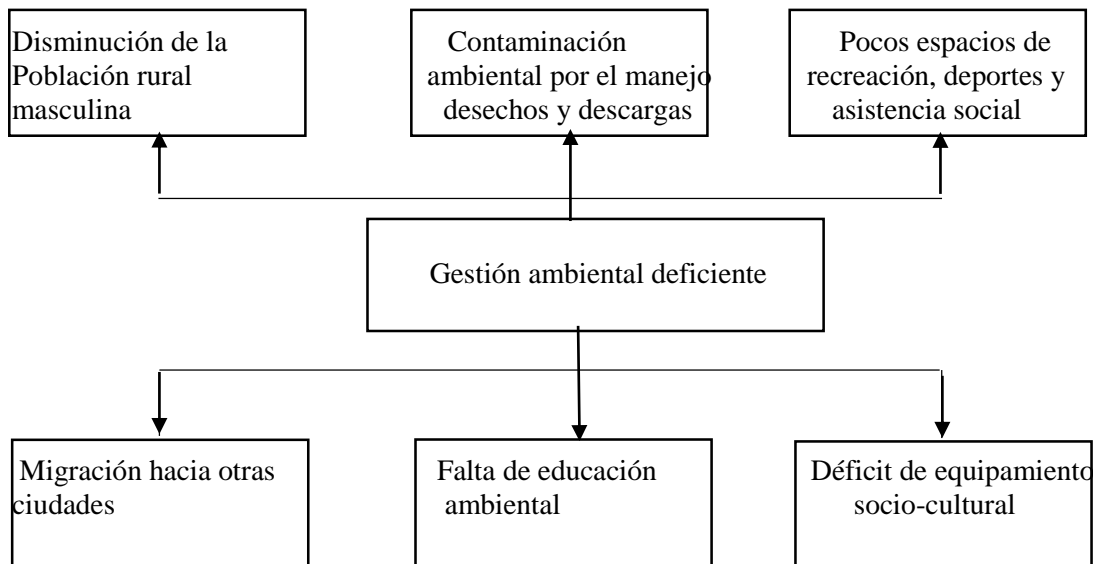 Disminución de la
Población rural
masculina
Contaminación
ambiental por el manejo
desechos y descargas
Pocos espacios de
recreación, deportes y
asistencia social
Gestión ambiental deficiente
Migración hacia otras
ciudades
Falta de educación
ambiental
Déficit de equipamiento
socio-cultural